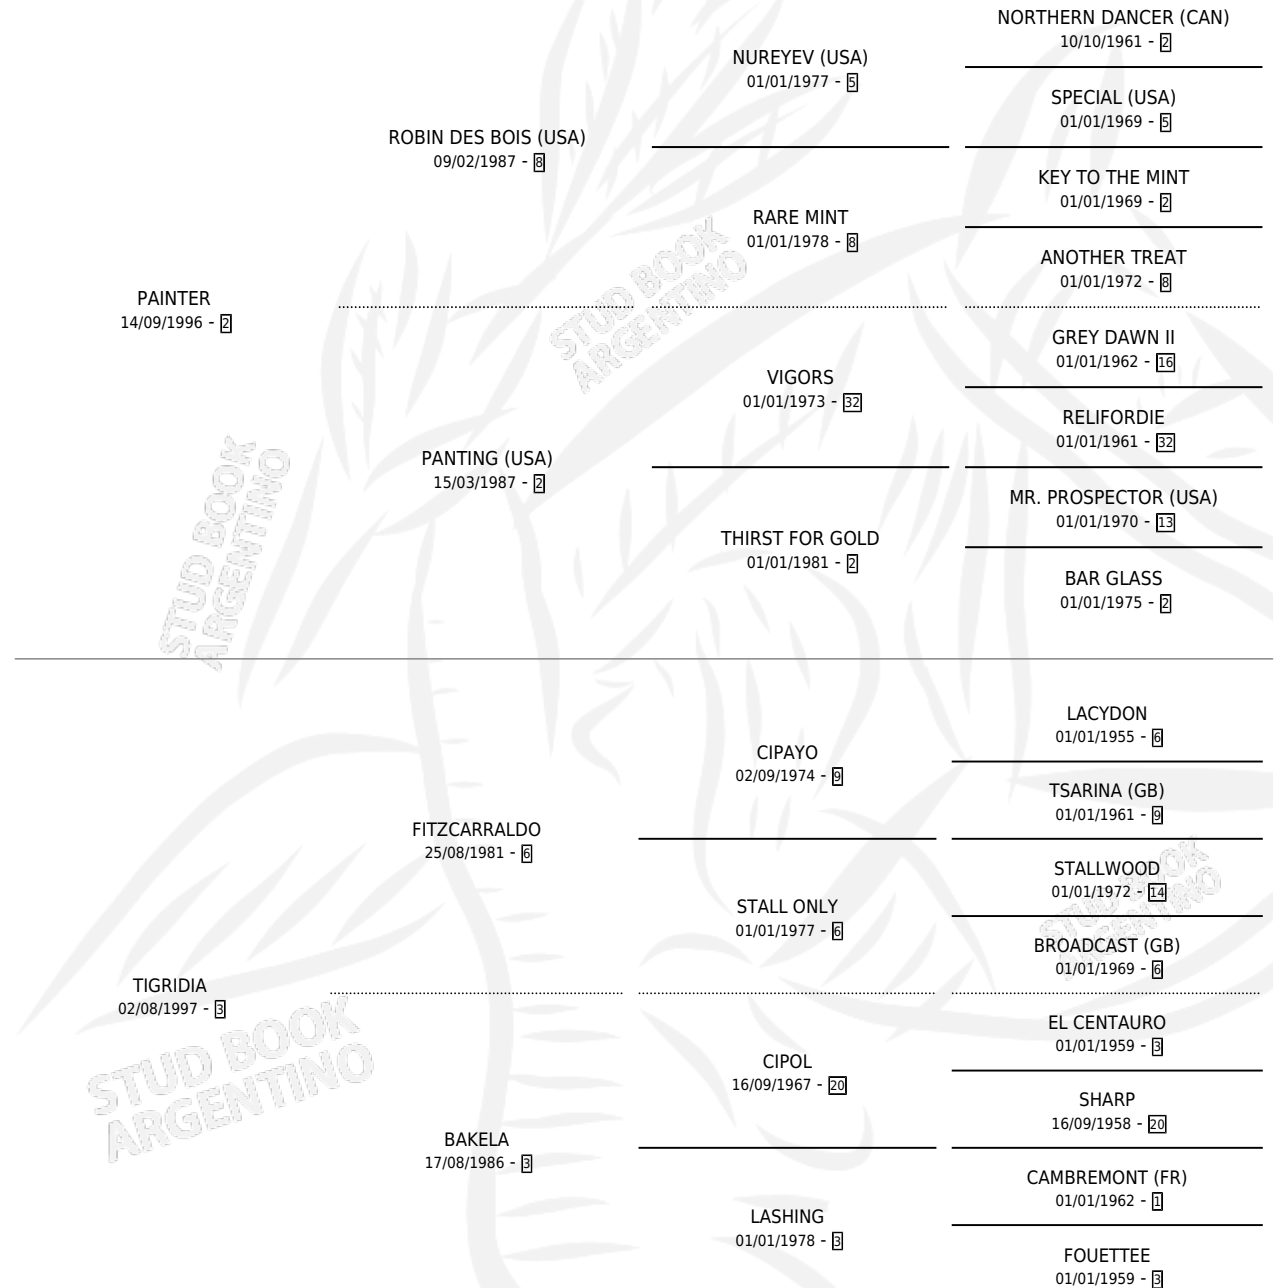 NORTHERN DANCER (CAN)
10/10/1961 - 2
NUREYEV (USA)
01/01/1977 - 5
SPECIAL (USA)
01/01/1969 - 5
ROBIN DES BOIS (USA)
09/02/1987 - 8
KEY TO THE MINT
01/01/1969 - 2
RARE MINT
01/01/1978 - 8
ANOTHER TREAT
01/01/1972 - 8
PAINTER
14/09/1996 - 2
GREY DAWN II
01/01/1962 - 16
VIGORS
01/01/1973 - 32
RELIFORDIE
01/01/1961 - 32
PANTING (USA)
15/03/1987 - 2
MR. PROSPECTOR (USA)
01/01/1970 - 13
THIRST FOR GOLD
01/01/1981 - 2
BAR GLASS
01/01/1975 - 2
LACYDON
01/01/1955 - 6
CIPAYO
02/09/1974 - 9
TSARINA (GB)
01/01/1961 - 9
FITZCARRALDO
25/08/1981 - 6
STALLWOOD
01/01/1972 - 14
STALL ONLY
01/01/1977 - 6
BROADCAST (GB)
01/01/1969 - 6
TIGRIDIA
02/08/1997 - 3
EL CENTAURO
01/01/1959 - 3
CIPOL
16/09/1967 - 20
SHARP
16/09/1958 - 20
BAKELA
17/08/1986 - 3
CAMBREMONT (FR)
01/01/1962 - 1
LASHING
01/01/1978 - 3
FOUETTEE
01/01/1959 - 3
STUD BOOK
ARGENTINO
STUD BOOK
ARGENTINO
STUD BOOK
ARGENTINO
STUD BOOK
ARGENTINO